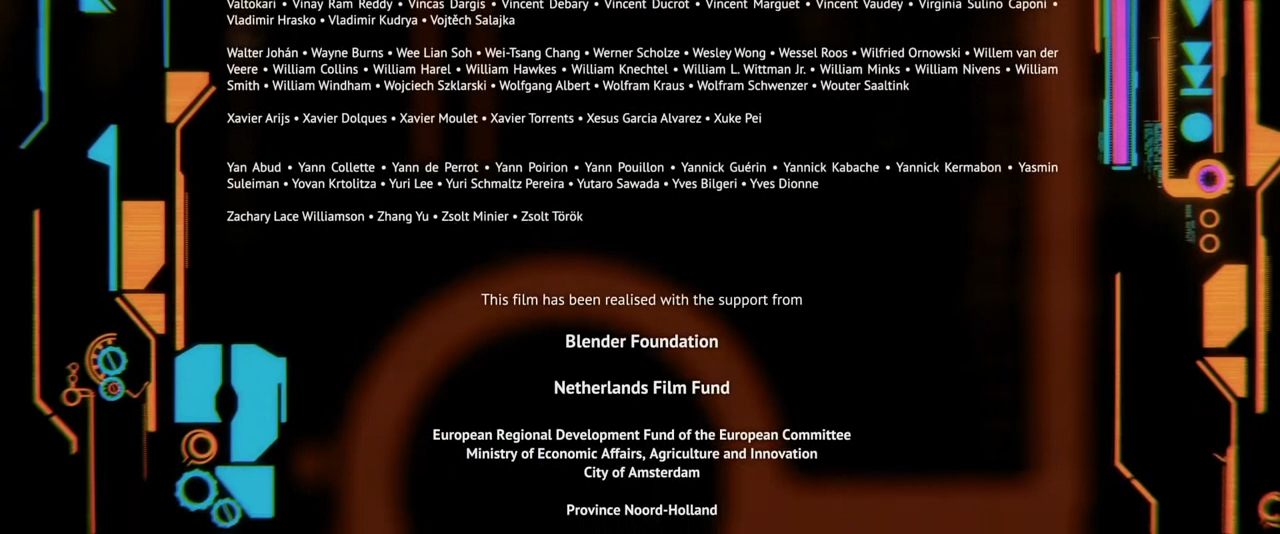 Valtokari • Vinay Ram Reddy • Vincas Dargis • Vincent Debary • Vincent Ducrot • Vincent Marguet • Vincent Vaudey • Virginia Sulino Caponi •
Vladimir Hrasko • Vladimir Kudrya • Vojtěch Salajka
Walter Johán • Wayne Burns • Wee Lian Soh • Wei-Tsang Chang • Werner Scholze • Wesley Wong • Wessel Roos • Wilfried Ornowski • Willem van der
Veere • William Collins • William Harel • William Hawkes • William Knechtel • William L. Wittman Jr. • William Minks • William Nivens • William
Smith • William Windham • Wojciech Szklarski • Wolfgang Albert • Wolfram Kraus • Wolfram Schwenzer • Wouter Saaltink
Xavier Arijs • Xavier Dolques • Xavier Moulet • Xavier Torrents • Xesus Garcia Alvarez • Xuke Pei
Yan Abud • Yann Collette • Yann de Perrot • Yann Poirion • Yann Pouillon • Yannick Guérin • Yannick Kabache • Yannick Kermabon • Yasmin
Suleiman • Yovan Krtolitza • Yuri Lee • Yuri Schmaltz Pereira • Yutaro Sawada • Yves Bilgeri • Yves Dionne
Zachary Lace Williamson • Zhang Yu • Zsolt Minier • Zsolt Török
This film has been realised with the support from
Blender Foundation
Netherlands Film Fund
European Regional Development Fund of the European Committee
Ministry of Economic Affairs, Agriculture and Innovation
City of Amsterdam
Province Noord-Holland